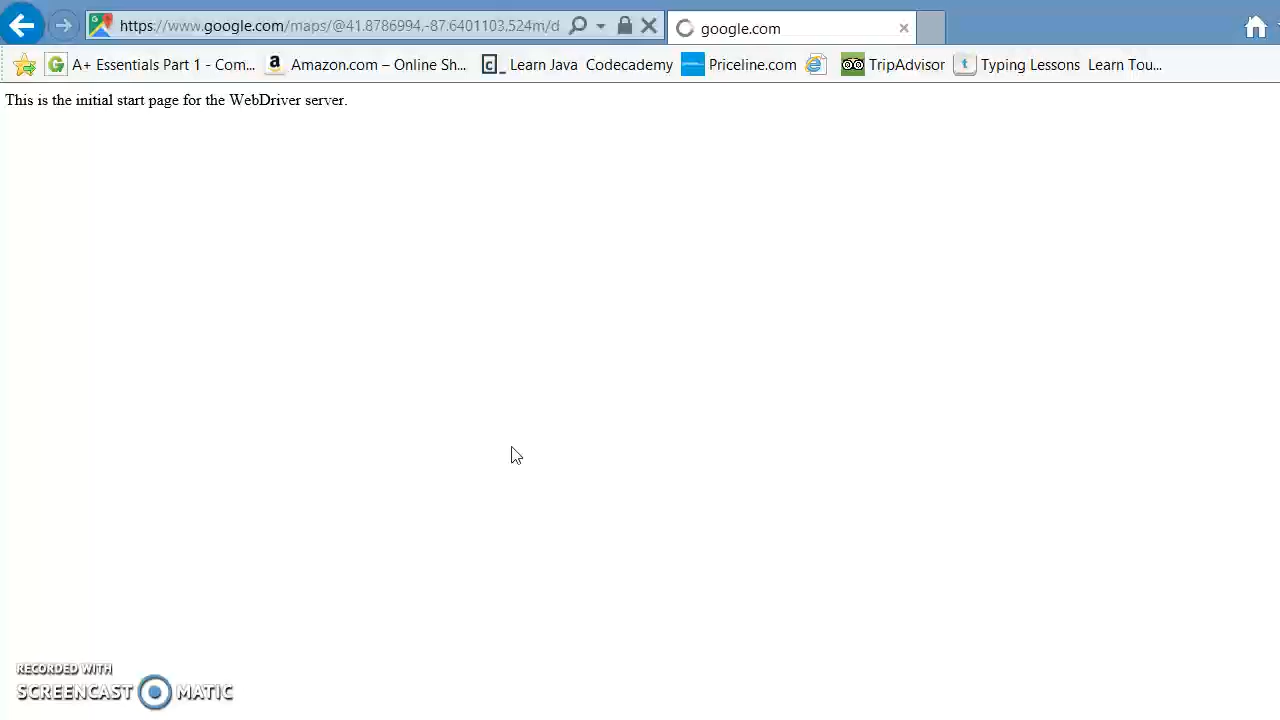 https://www.google.com/maps/@41.8786994,-87.6401103,524m/d
google.com
A+ Essentials Part 1 - Com...
Amazon.com – Online Sh...
Learn Java Codecademy
Priceline.com
TripAdvisor
Typing Lessons Learn Tou...
This is the initial start page for the WebDriver server.
RECORDED WITH
SCREENCAST MATIC